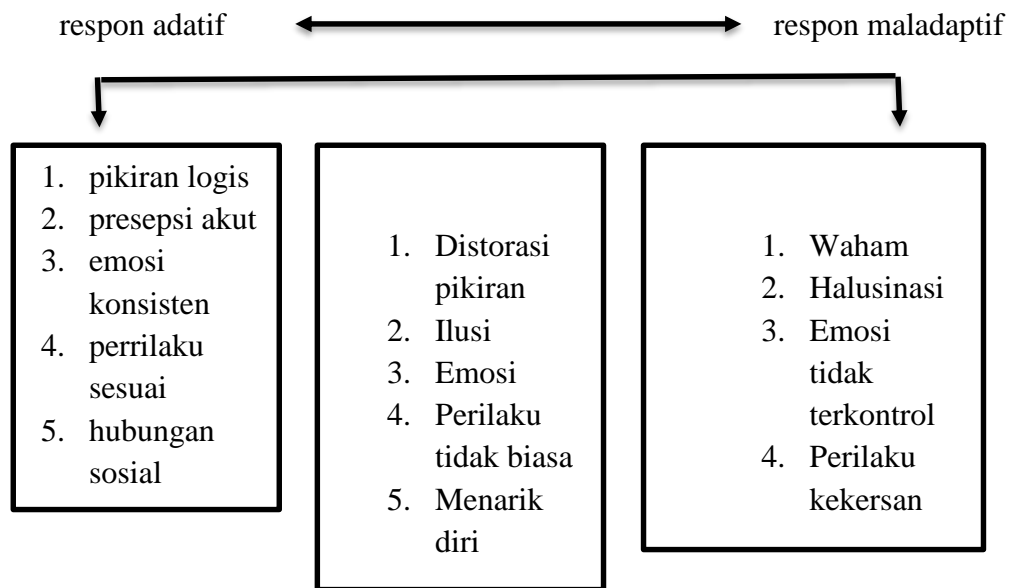 respon adatif
respon maladaptif
1. pikiran logis
2. presepsi akut
3. emosi
konsisten
4. perrilaku
sesuai
5. hubungan
sosial
1. Distorasi
pikiran
2. Ilusi
3. Emosi
4. Perilaku
tidak biasa
5. Menarik
diri
1. Waham
2. Halusinasi
3. Emosi
tidak
terkontrol
4. Perilaku
kekersan